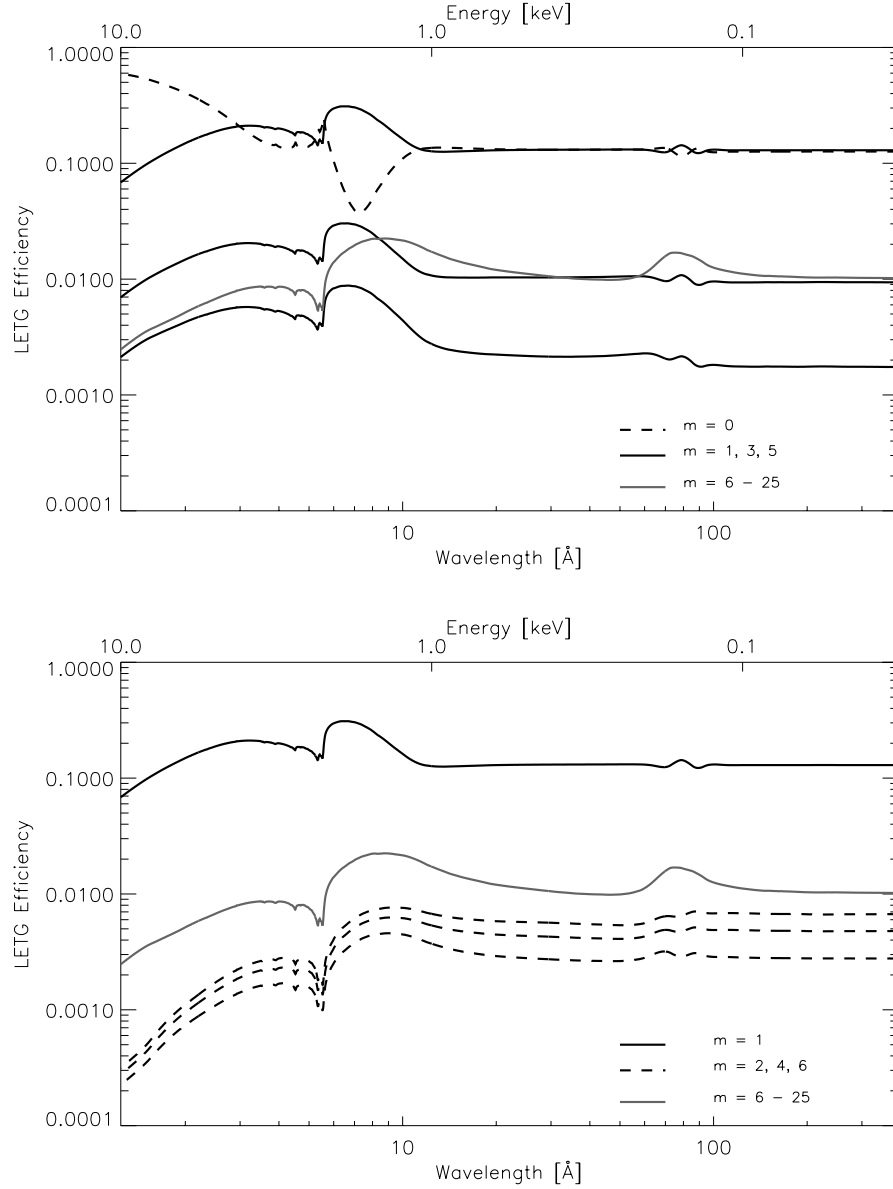 Energy [keV]
10.0 1.0 0.1
1.0000
0.1000
0.0100
0.0010
0.0001
LETG Efficiency
m = 0
m = 1, 3, 5
m = 6 - 25
10 100
Wavelength [Å]
Energy [keV]
10.0 1.0 0.1
1.0000
0.1000
0.0100
0.0010
0.0001
LETG Efficiency
m = 1
m = 2, 4, 6
m = 6 - 25
10 100
Wavelength [Å]